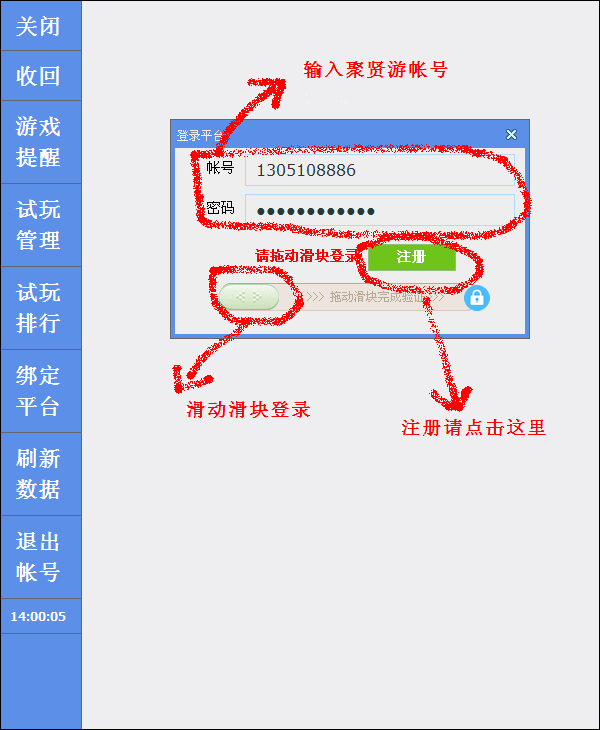 关闭
收回
游戏
提醒
试玩
管理
试玩
排行
绑定
平台
刷新
数据
退出
帐号
14:00:05
输入聚贤游帐号
登录平台
帐号
1305108886
密码
●●●●●●●●●●●●
请拖动滑块登录
注册
>>> 拖动滑块完成验证 >>
滑动滑块登录
注册请点击这里